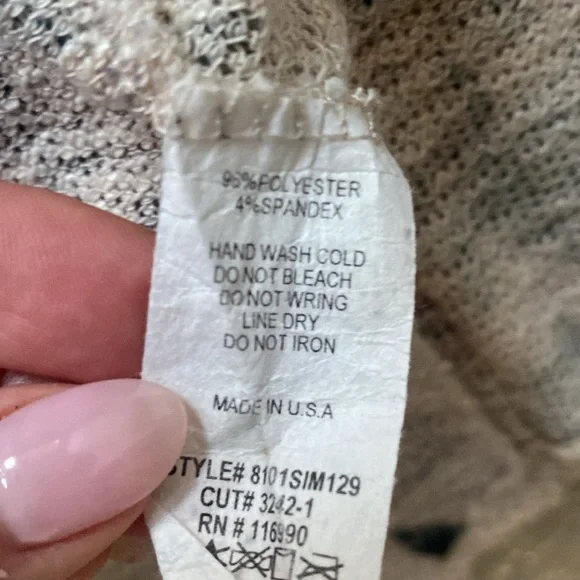 96%POLYESTER
4%SPANDEX
HAND WASH COLD
DO NOT BLEACH
DO NOT WRING
LINE DRY
DO NOT IRON
MADE IN U.S.A
STYLE# 8101SIM129
CUT# 3242-1
RN # 116990